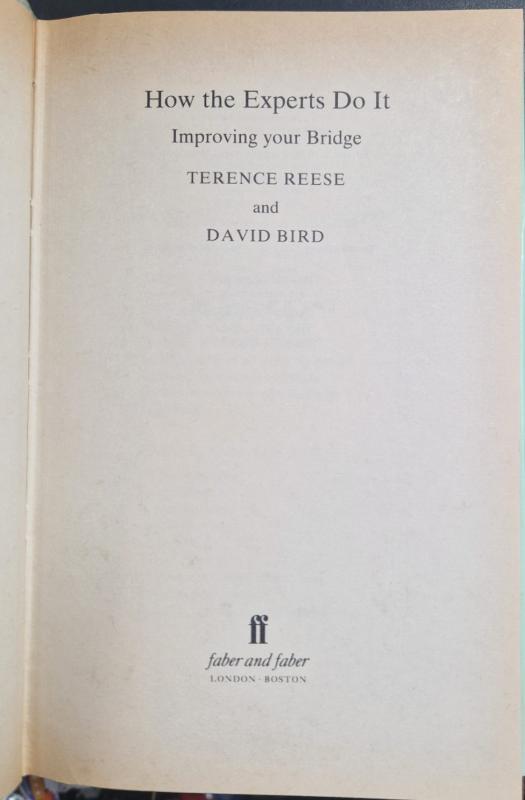 How the Experts Do It
Improving your Bridge
TERENCE REESE
and
DAVID BIRD
ff
faber and faber
LONDON · BOSTON